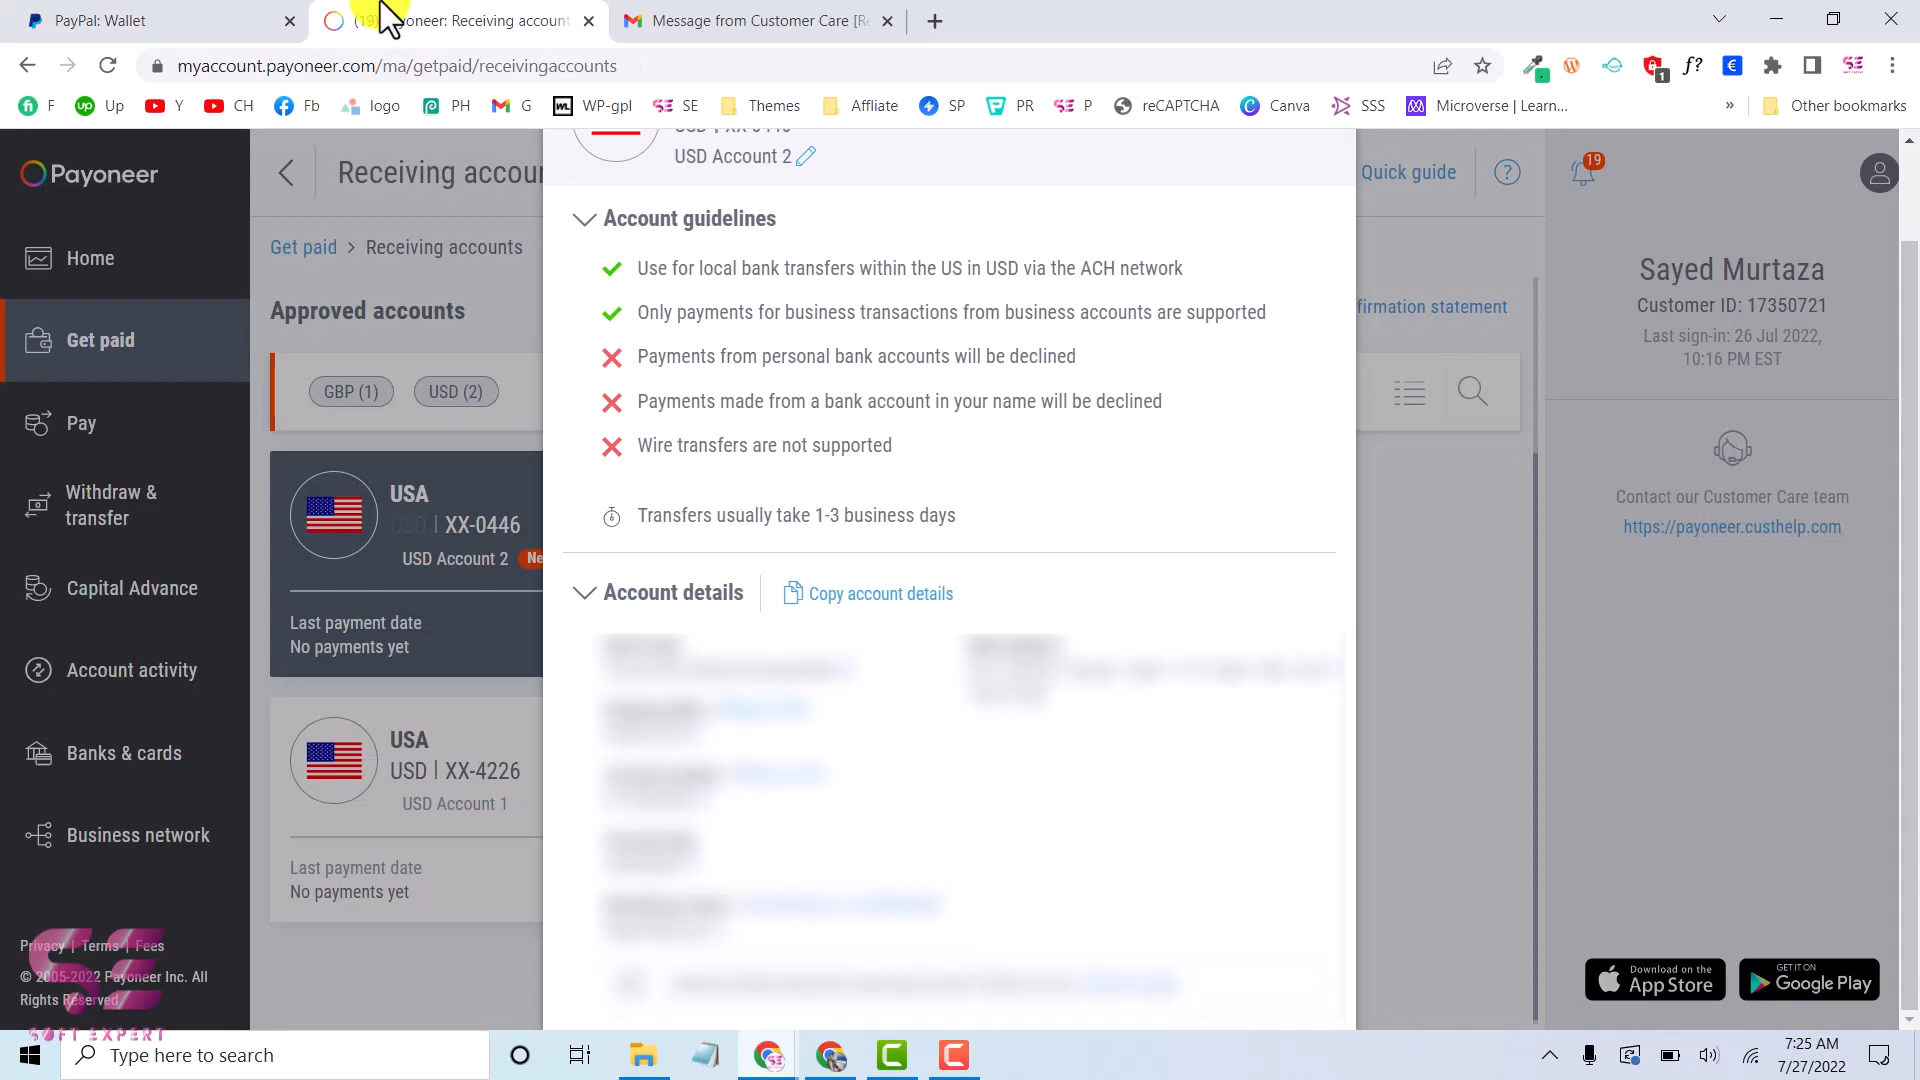 PayPal: Wallet
oneer: Receiving account
Message from Customer Care [Re
myaccount.payoneer.com/ma/getpaid/receivingaccounts
f?
1
F
Up
Y
CH
Fb
logo
PH
G
WP-gpl
SE
Themes
Affliate
SP
PR
P
reCAPTCHA
Canva
SSS
Microverse | Learn...
»
Other bookmarks
Payoneer
Home
Get paid
Pay
Withdraw &
transfer
Capital Advance
Account activity
Banks & cards
Business network
Privacy | Terms | Fees
© 2005-2022 Payoneer Inc. All
Rights Reserved
SOFT EXPERT
Receiving accou
Get paid > Receiving accounts
Approved accounts
GBP (1)
USD (2)
USA
USD | XX-0446
USD Account 2
Ne
Last payment date
No payments yet
USA
USD | XX-4226
USD Account 1
Last payment date
No payments yet
USD Account 2
Account guidelines
Use for local bank transfers within the US in USD via the ACH network
Only payments for business transactions from business accounts are supported
Payments from personal bank accounts will be declined
Payments made from a bank account in your name will be declined
Wire transfers are not supported
Transfers usually take 1-3 business days
Account details
Copy account details
Quick guide
?
firmation statement
19
Sayed Murtaza
Customer ID: 17350721
Last sign-in: 26 Jul 2022,
10:16 PM EST
Contact our Customer Care team
https://payoneer.custhelp.com
Download on the
App Store
GET IT ON
Google Play
Type here to search
7:25 AM
7/27/2022